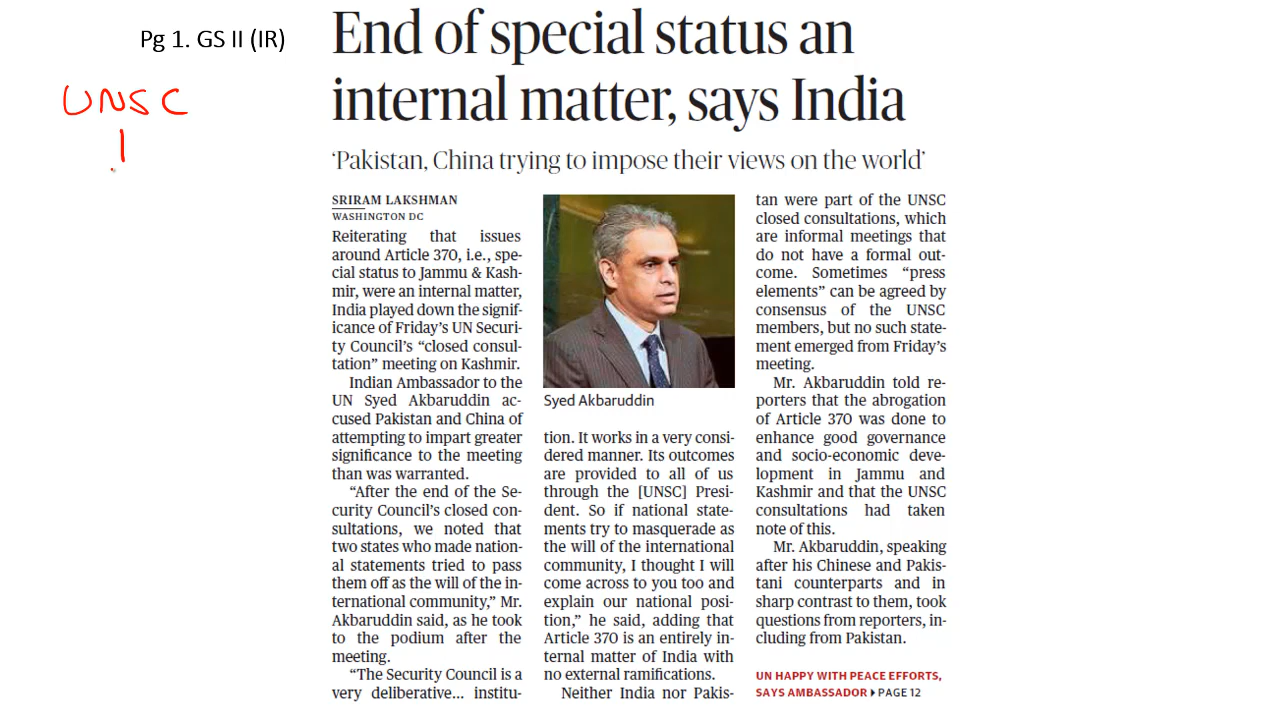 Pg 1. GS II (IR)
UNSC
End of special status an
internal matter, says India
‘Pakistan, China trying to impose their views on the world’
SRIRAM LAKSHMAN
WASHINGTON DC
Reiterating that issues
around Article 370, i.e., spe-
cial status to Jammu & Kash-
mir, were an internal matter,
India played down the signif-
icance of Friday’s UN Securi-
ty Council’s “closed consul-
tation” meeting on Kashmir.
Indian Ambassador to the
UN Syed Akbaruddin ac-
cused Pakistan and China of
attempting to impart greater
significance to the meeting
than was warranted.
“After the end of the Se-
curity Council’s closed con-
sultations, we noted that
two states who made nation-
al statements tried to pass
them off as the will of the in-
ternational community,” Mr.
Akbaruddin said, as he took
to the podium after the
meeting.
“The Security Council is a
very deliberative... institu-
Syed Akbaruddin
tion. It works in a very consi-
dered manner. Its outcomes
are provided to all of us
through the [UNSC] Presi-
dent. So if national state-
ments try to masquerade as
the will of the international
community, I thought I will
come across to you too and
explain our national posi-
tion,” he said, adding that
Article 370 is an entirely in-
ternal matter of India with
no external ramifications.
Neither India nor Pakis-
tan were part of the UNSC
closed consultations, which
are informal meetings that
do not have a formal out-
come. Sometimes “press
elements” can be agreed by
consensus of the UNSC
members, but no such state-
ment emerged from Friday’s
meeting.
Mr. Akbaruddin told re-
porters that the abrogation
of Article 370 was done to
enhance good governance
and socio-economic deve-
lopment in Jammu and
Kashmir and that the UNSC
consultations had taken
note of this.
Mr. Akbaruddin, speaking
after his Chinese and Pakis-
tani counterparts and in
sharp contrast to them, took
questions from reporters, in-
cluding from Pakistan.
UN HAPPY WITH PEACE EFFORTS,
SAYS AMBASSADOR ▸ PAGE 12